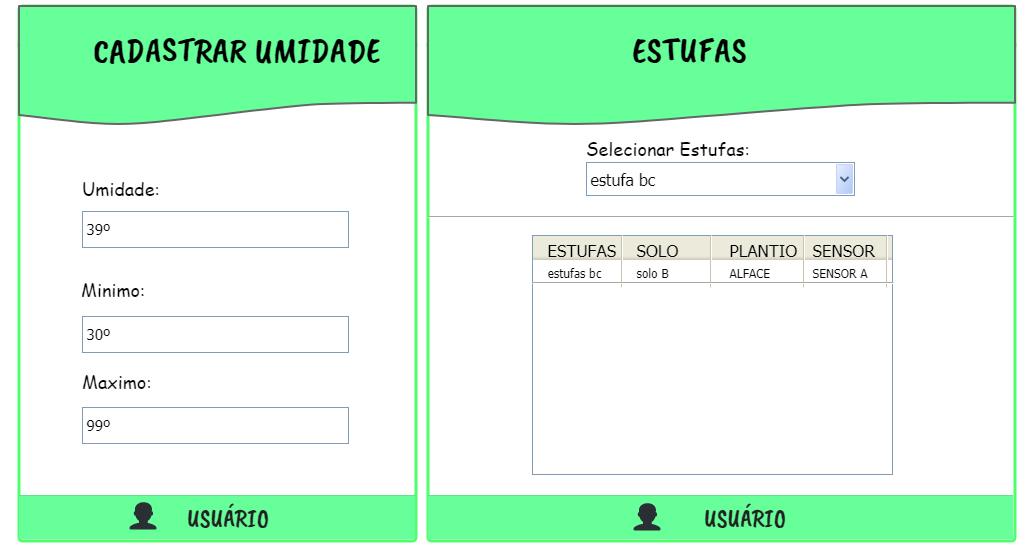 CADASTRAR UMIDADE
Umidade:
39º
Minimo:
30º
Maximo:
99º
USUÁRIO
ESTUFAS
Selecionar Estufas:
estufa bc
ESTUFAS SOLO PLANTIO SENSOR
estufas bc solo B ALFACE SENSOR A
USUÁRIO